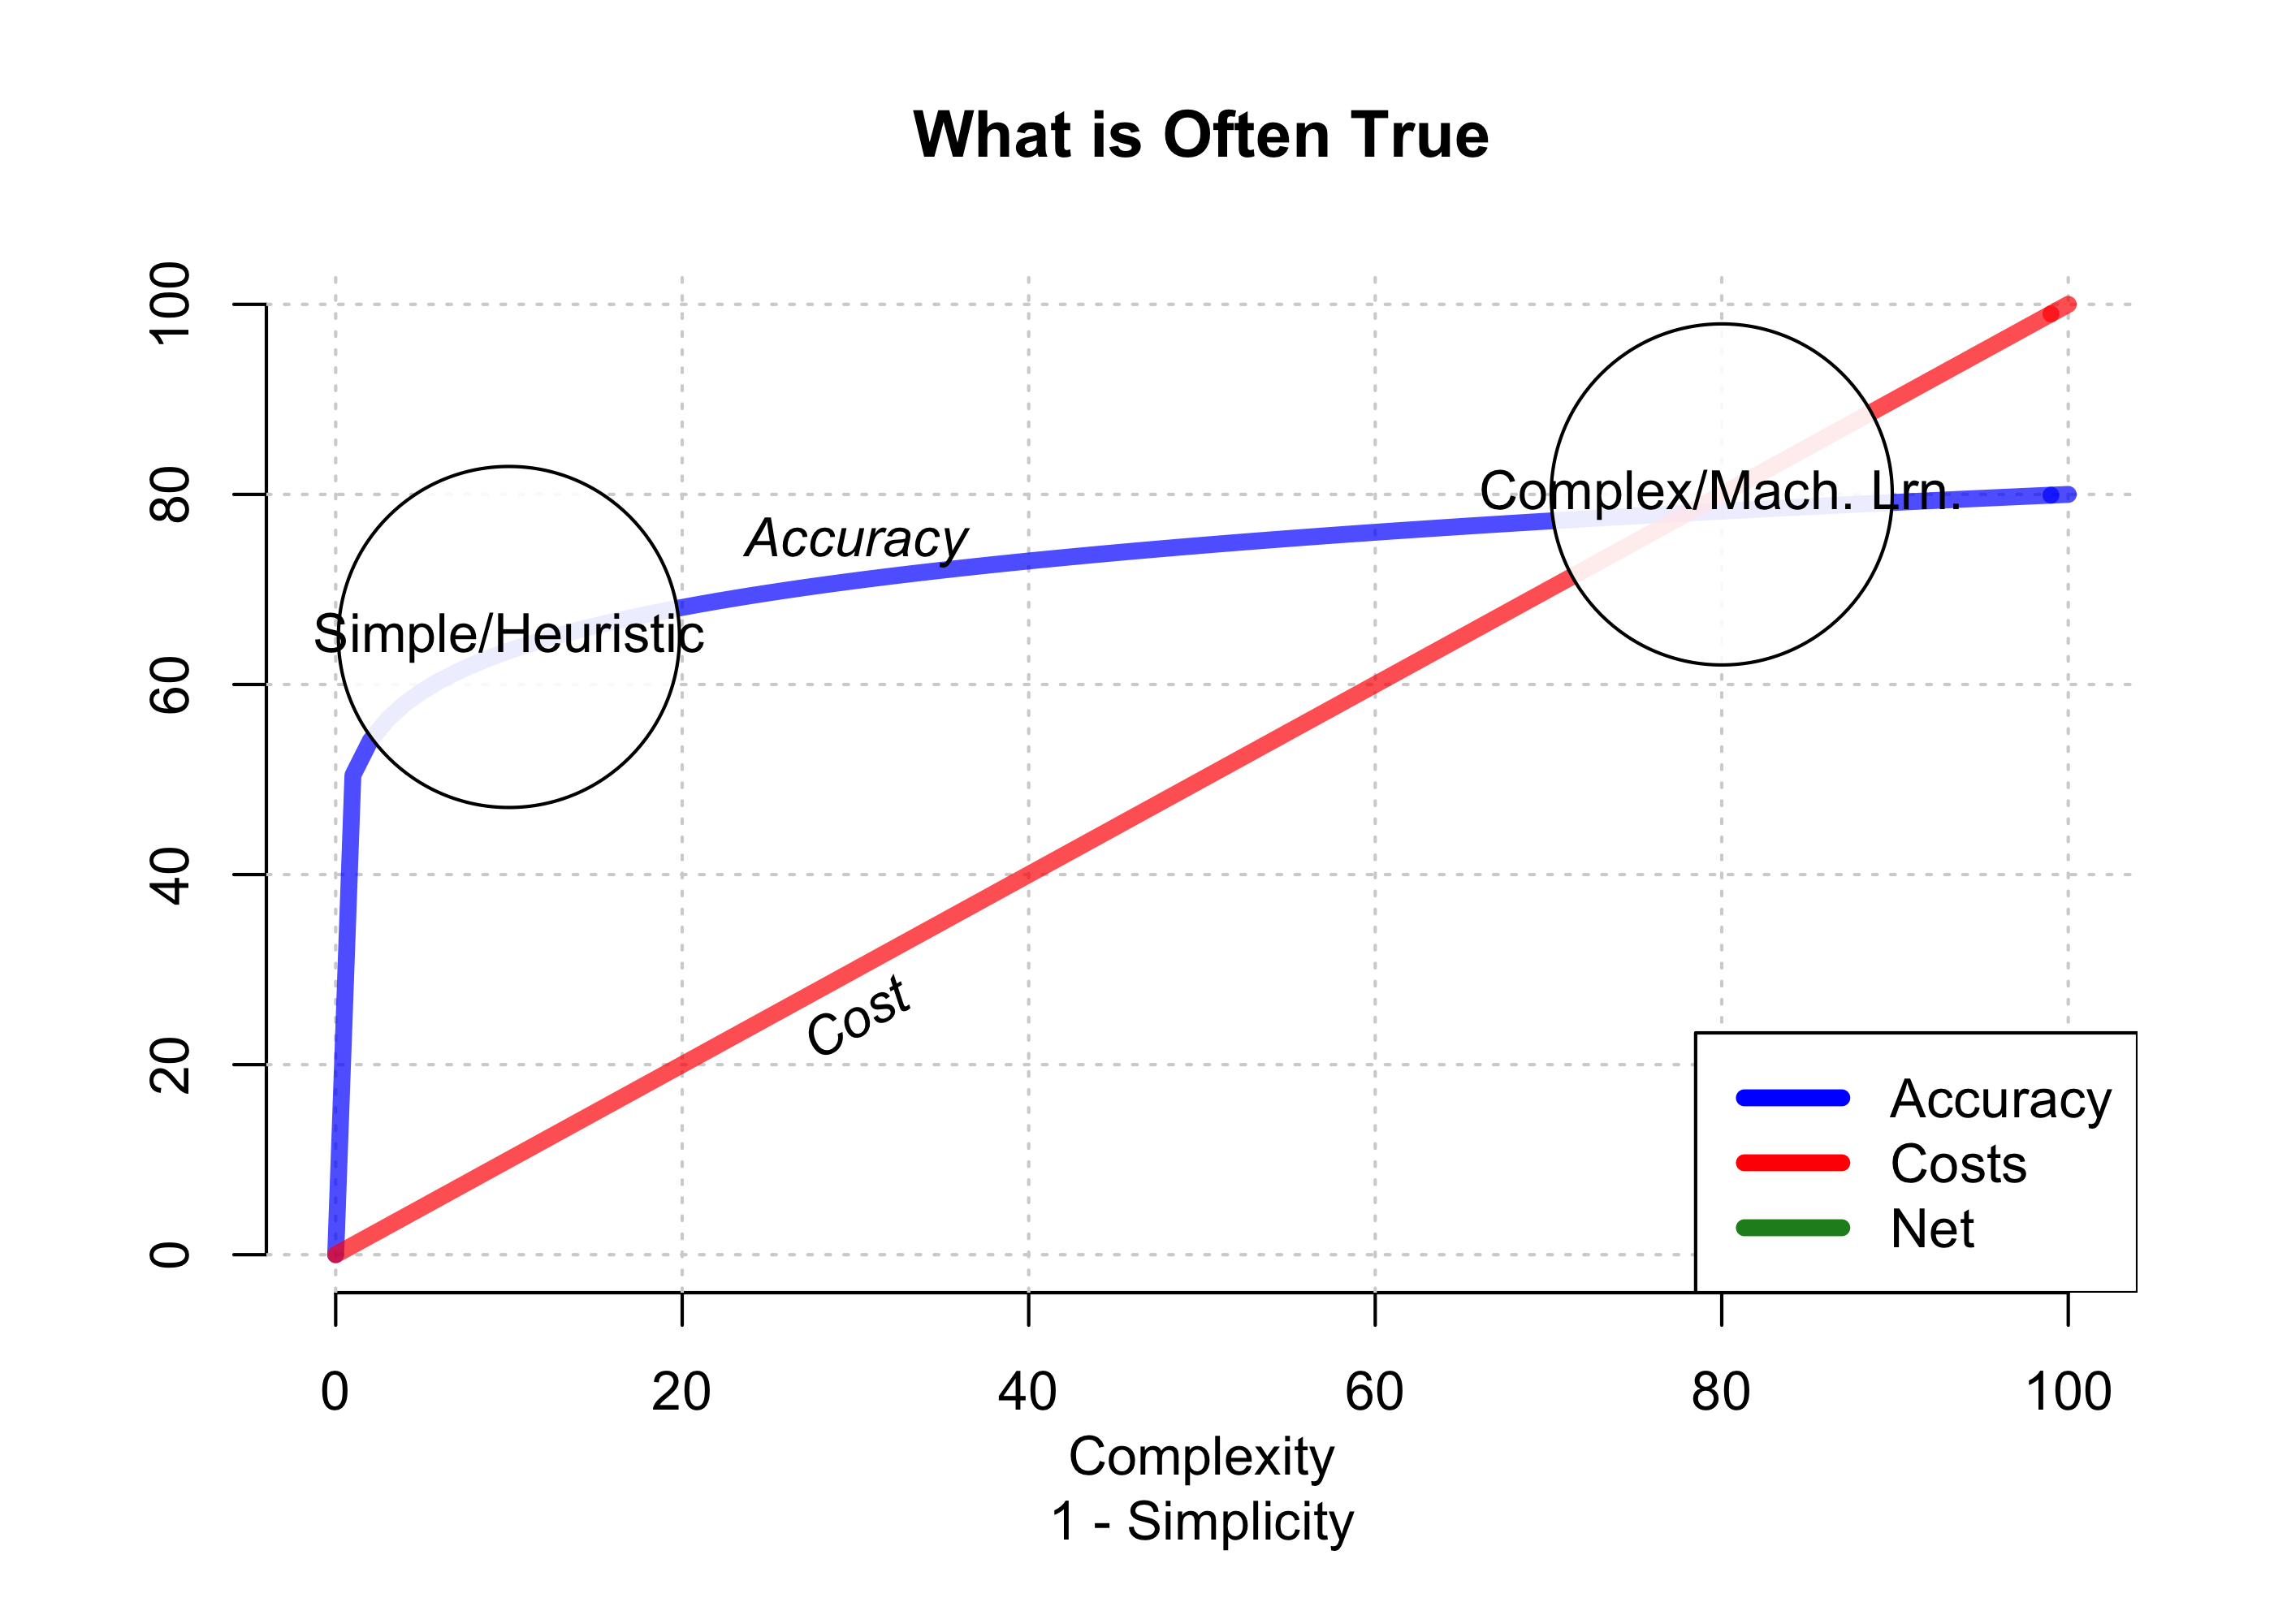 What is Often True
100
80
60
40
20
0
Accuracy
Complex/Mach. Lrn.
Simple/Heuristic
Cost
Accuracy
Costs
Net
0 20 40 60 80 100
Complexity
1 - Simplicity